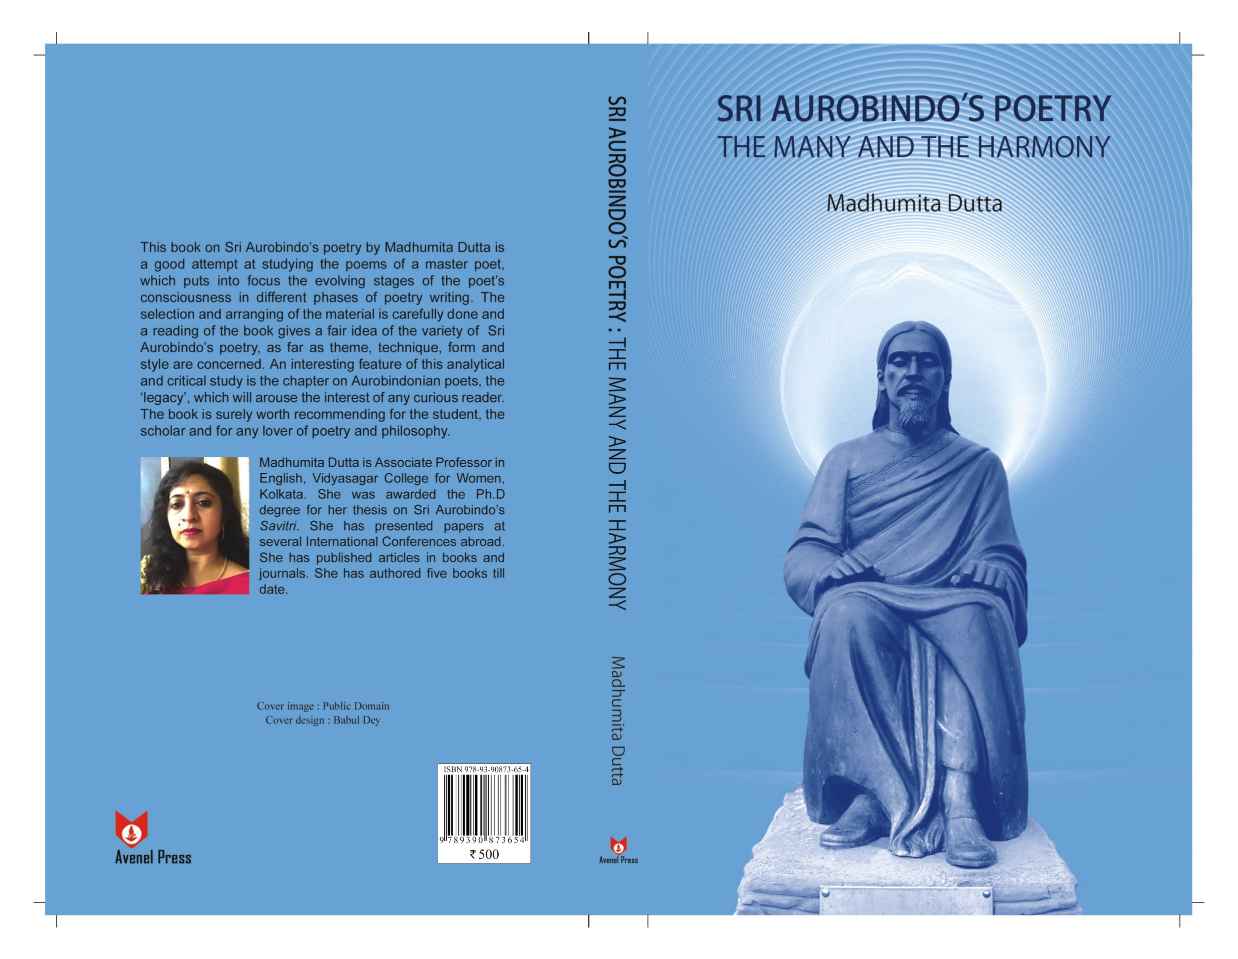 This book on Sri Aurobindo's poetry by Madhumita Dutta is
a good attempt at studying the poems of a master poet,
which puts into focus the evolving stages of the poet's
consciousness in different phases of poetry writing. The
selection and arranging of the material is carefully done and
a reading of the book gives a fair idea of the variety of Sri
Aurobindo's poetry, as far as theme, technique, form and
style are concerned. An interesting feature of this analytical
and critical study is the chapter on Aurobindonian poets, the
‘legacy’, which will arouse the interest of any curious reader.
The book is surely worth recommending for the student, the
scholar and for any lover of poetry and philosophy.
Madhumita Dutta is Associate Professor in
English, Vidyasagar College for Women,
Kolkata. She was awarded the Ph.D
degree for her thesis on Sri Aurobindo's
Savitri. She has presented papers at
several International Conferences abroad.
She has published articles in books and
journals. She has authored five books till
date.
Cover image : Public Domain
Cover design : Babul Dey
ISBN 978-93-90873-65-4
9 789390 873654
₹ 500
Avenel Press
SRI AUROBINDO'S POETRY : THE MANY AND THE HARMONY
Madhumita Dutta
Avenel Press
SRI AUROBINDO'S POETRY
THE MANY AND THE HARMONY
Madhumita Dutta